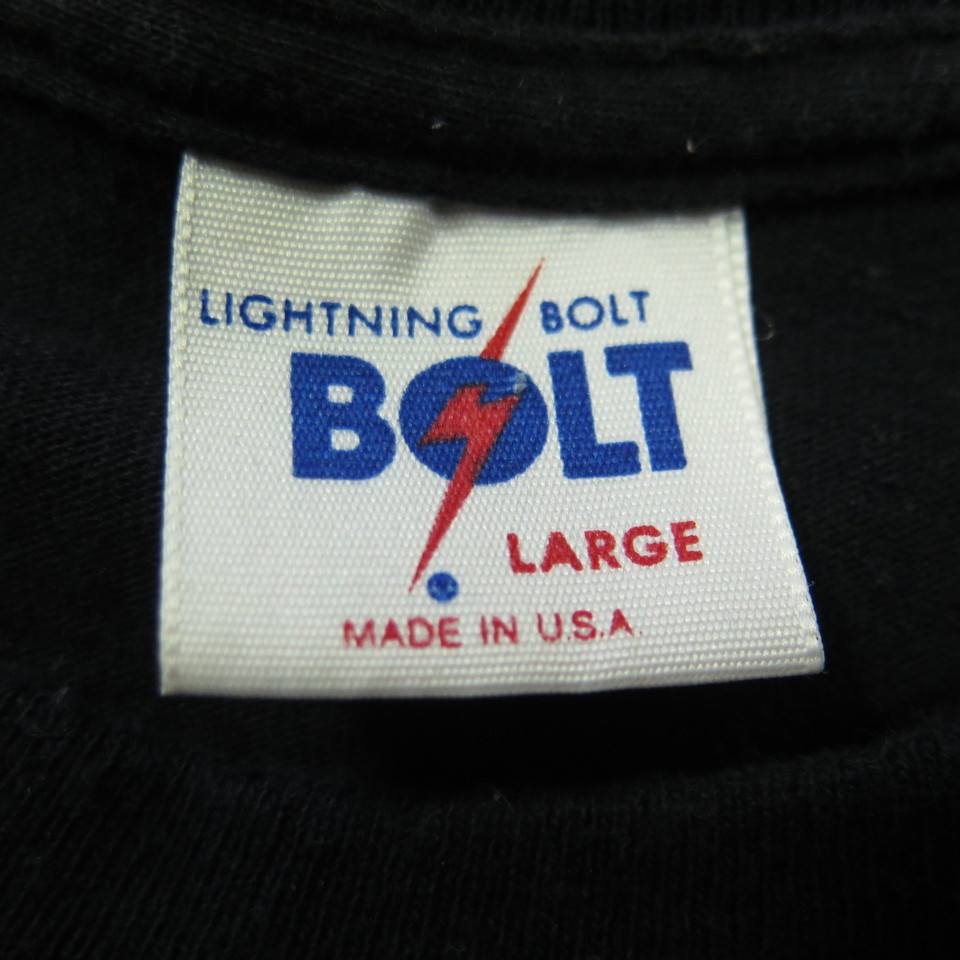 LIGHTNING BOLT
BOLT
LARGE
®
MADE IN U.S.A.